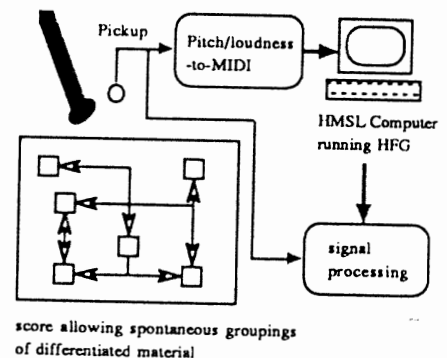 Pickup
Pitch/loudness
-to-MIDI
HMSL Computer
running HFG
signal
processing
score allowing spontaneous groupings
of differentiated material